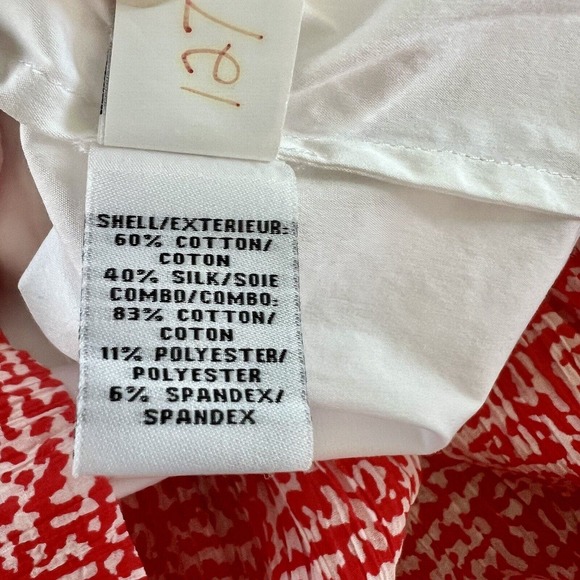 127
SHELL/EXTERIEUR:
60% COTTON/
COTON
40% SILK/SOIE
COMBO/COMBO:
83% COTTON/
COTON
11% POLYESTER/
POLYESTER
6% SPANDEX/
SPANDEX